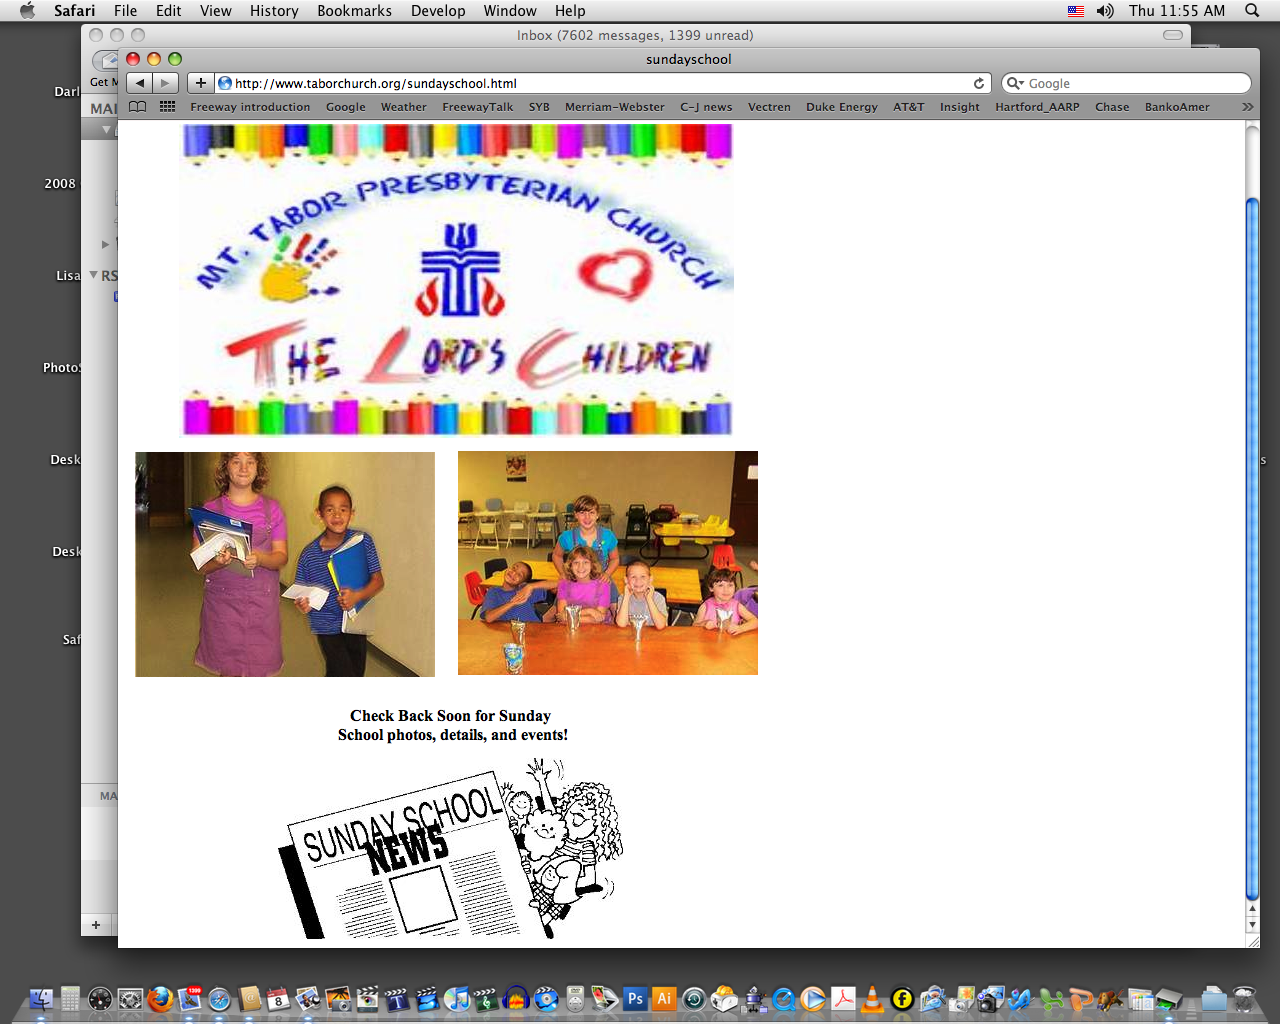 Safari File Edit View History Bookmarks Develop Window Help Thu 11:55 AM
Inbox (7602 messages, 1399 unread)
sundayschool
Get M
http://www.taborchurch.org/sundayschool.html Google
Freeway introduction Google Weather FreewayTalk SYB Merriam-Webster C-J news Vectren Duke Energy AT&T Insight Hartford_AARP Chase BankoAmer
Darl
MAI
2008
Lisa
RS
PhotoS
Desk
Desk
Saf
MA
MT. TABOR PRESBYTERIAN CHURCH
THE LORD'S CHILDREN
Check Back Soon for Sunday
School photos, details, and events!
SUNDAY SCHOOL
NEWS
1399
8
T
Ps Ai
f